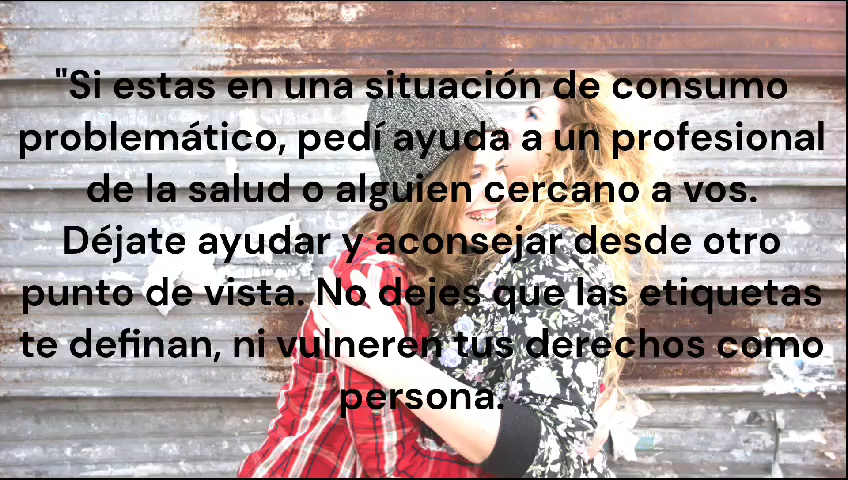 "Si estas en una situación de consumo
problemático, pedí ayuda a un profesional
de la salud o alguien cercano a vos.
Déjate ayudar y aconsejar desde otro
punto de vista. No dejes que las etiquetas
te definan, ni vulneren tus derechos como
persona.